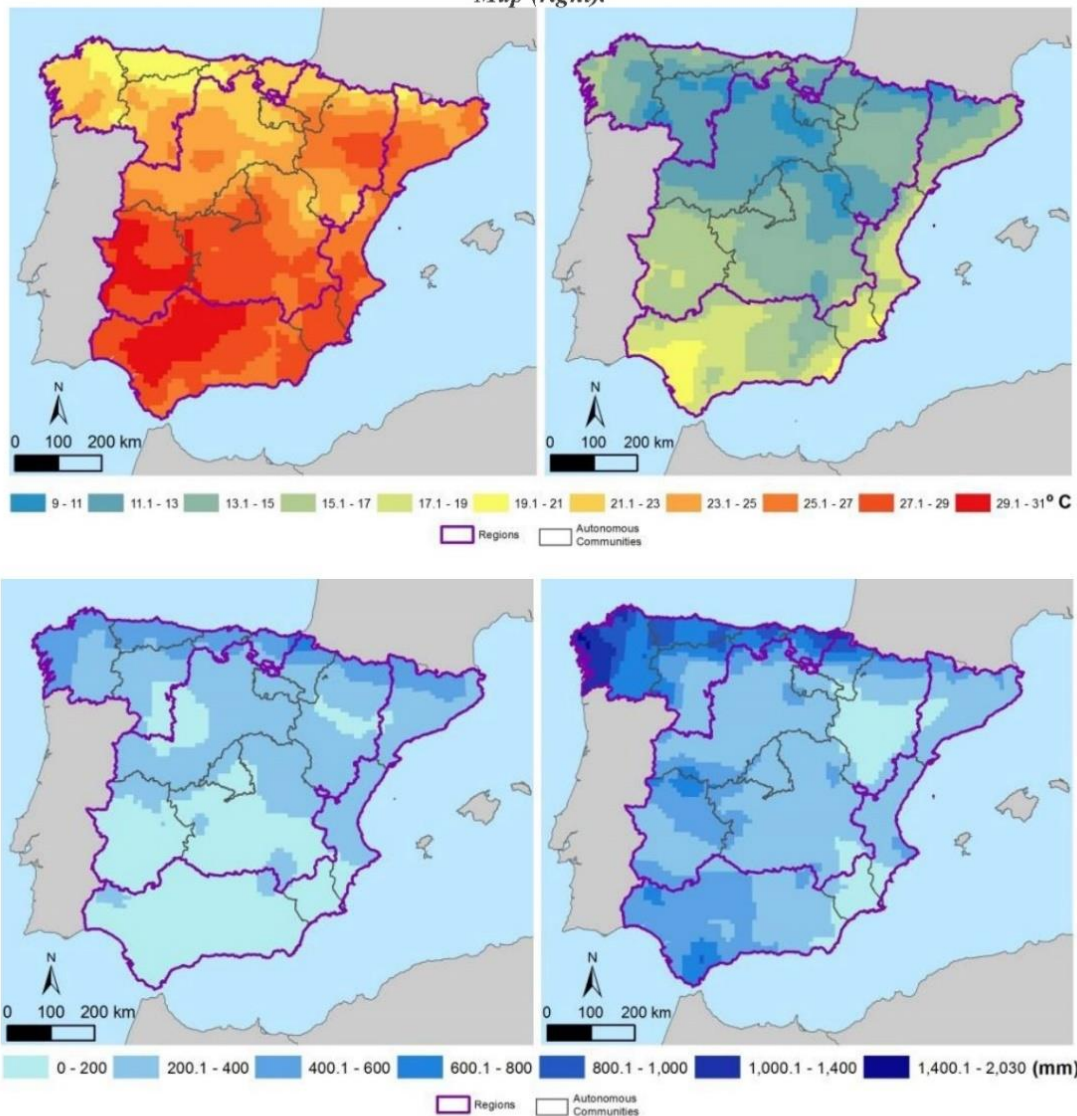 Map (right).
N
0 100 200 km
N
0 100 200 km
9 - 11 11.1 - 13 13.1 - 15 15.1 - 17 17.1 - 19 19.1 - 21 21.1 - 23 23.1 - 25 25.1 - 27 27.1 - 29 29.1 - 31 º C
Regions Autonomous
Communities
N
0 100 200 km
N
0 100 200 km
0 - 200 200.1 - 400 400.1 - 600 600.1 - 800 800.1 - 1,000 1,000.1 - 1,400 1,400.1 - 2,030 (mm)
Regions Autonomous
Communities